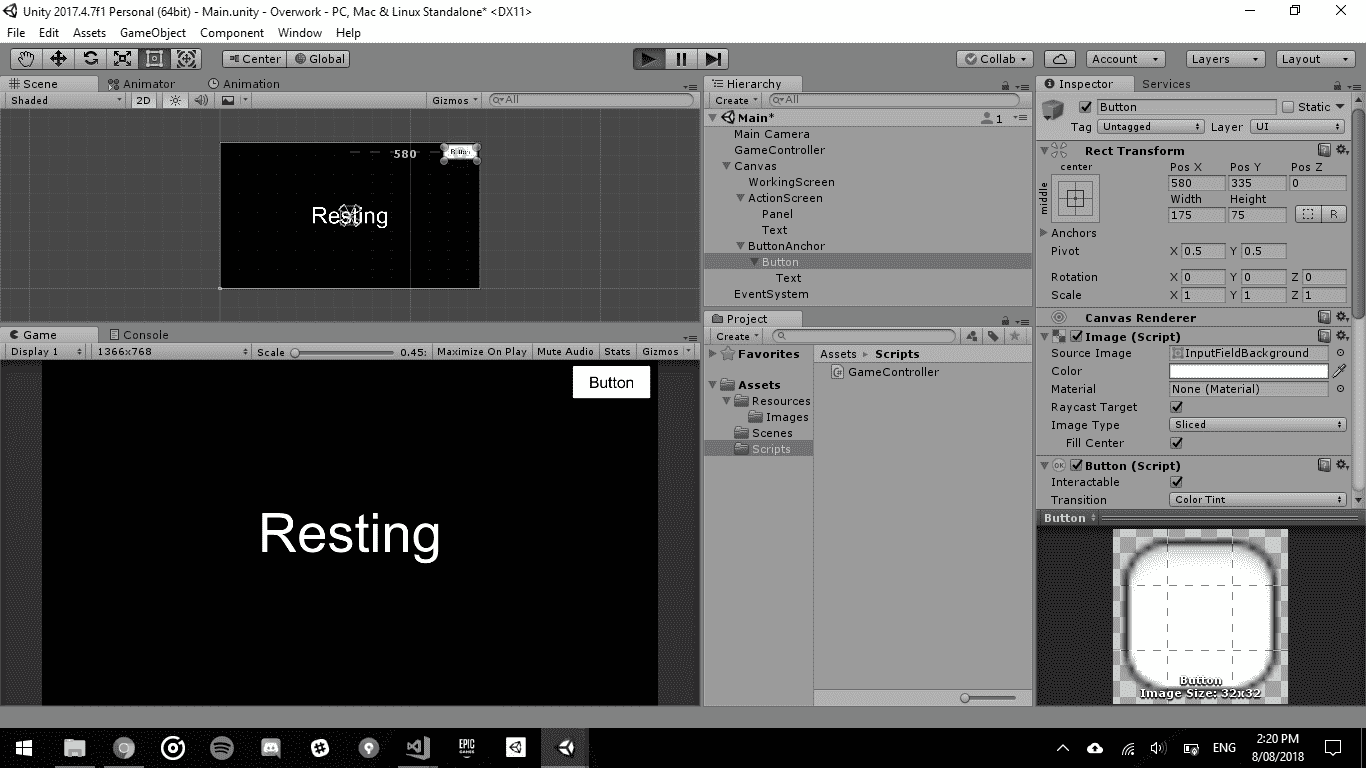 Unity 2017.4.7f1 Personal (64bit) - Main.unity - Overwork - PC, Mac & Linux Standalone* <DX11>
File Edit Assets GameObject Component Window Help
Center Global Collab Account Layers Layout
Scene Animator Animation
Shaded 2D Gizmos All
580
Button
Resting
Game Console
Display 1 1366x768 Scale 0.45: Maximize On Play Mute Audio Stats Gizmos
Button
Resting
Hierarchy
Create All
Main* 1
Main Camera
GameController
Canvas
WorkingScreen
ActionScreen
Panel
Text
ButtonAnchor
Button
Text
EventSystem
Project
Create
Favorites
Assets
Resources
Images
Scenes
Scripts
Assets Scripts
GameController
Inspector Services
Button Static
Tag Untagged Layer UI
Rect Transform
center
middle
Pos X Pos Y Pos Z
580 335 0
Width Height
175 75 R
Anchors
Pivot X 0.5 Y 0.5
Rotation X 0 Y 0 Z 0
Scale X 1 Y 1 Z 1
Canvas Renderer
Image (Script)
Source Image InputFieldBackground
Color
Material None (Material)
Raycast Target
Image Type Sliced
Fill Center
OK Button (Script)
Interactable
Transition Color Tint
Button
Button
Image Size: 32x32
EPIC GAMES
ENG
2:20 PM
8/08/2018